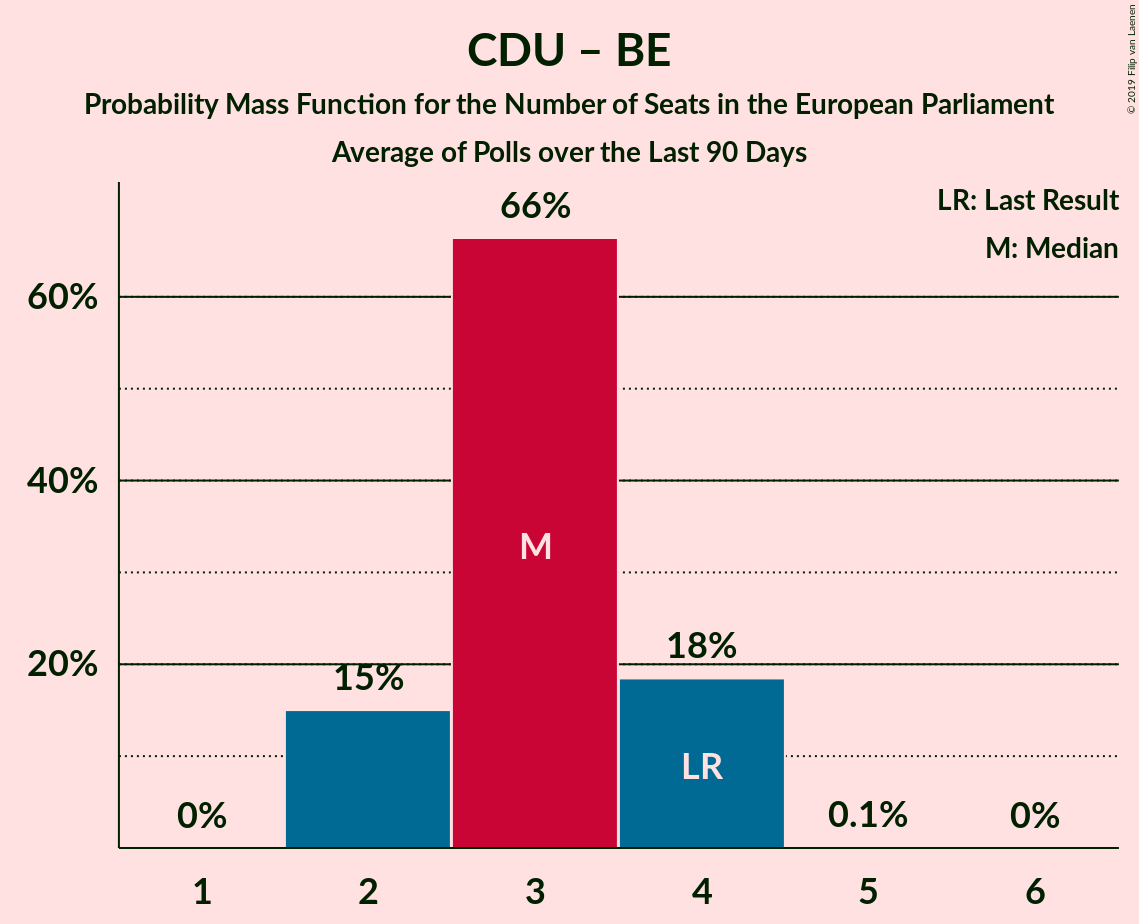 CDU – BE
Probability Mass Function for the Number of Seats in the European Parliament
Average of Polls over the Last 90 Days
© 2019 Filip van Laenen
LR: Last Result
M: Median
66%
60%
40%
20%
M
18%
15%
LR
0%
0.1%
0%
1 2 3 4 5 6